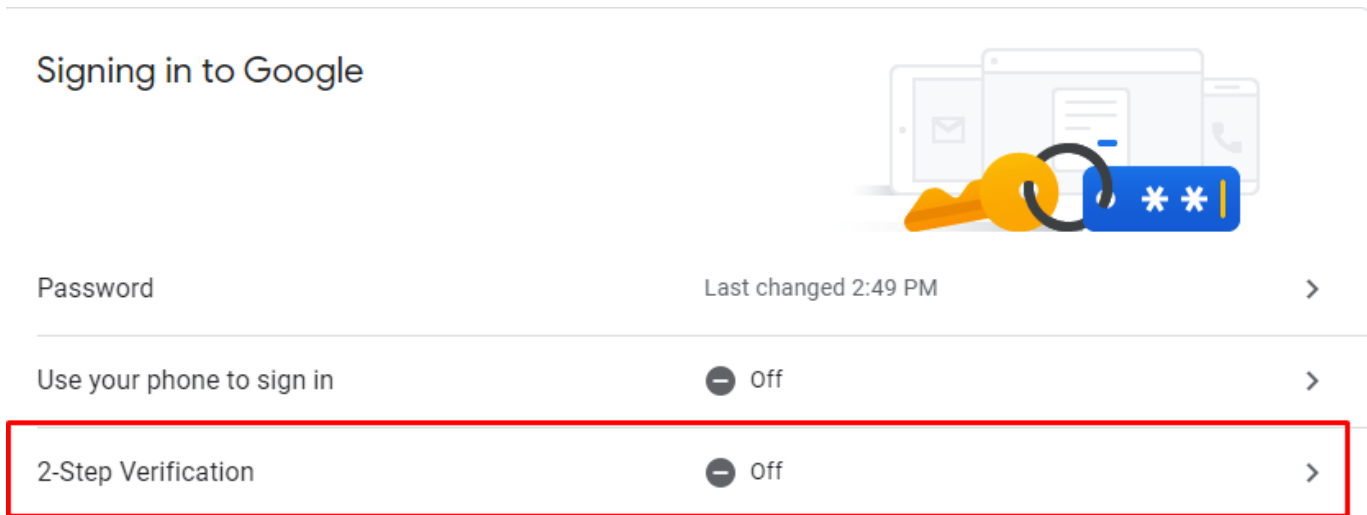 Signing in to Google
**
Password Last changed 2:49 PM
Use your phone to sign in Off
2-Step Verification Off